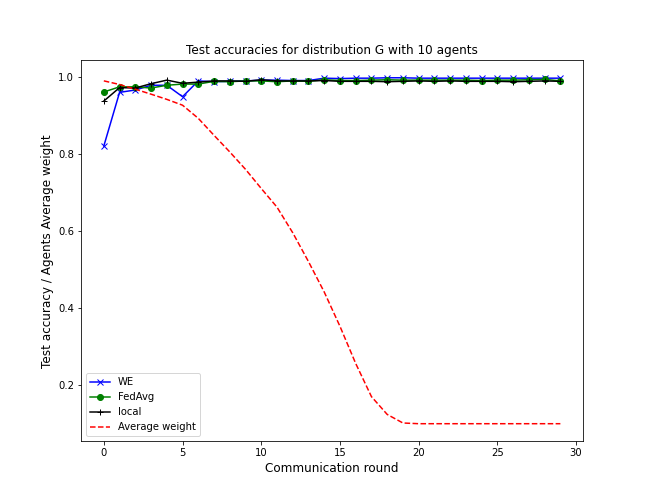 Test accuracies for distribution G with 10 agents
Test accuracy / Agents Average weight
1.0
0.8
0.6
0.4
0.2
WE
FedAvg
local
Average weight
0 5 10 15 20 25 30
Communication round